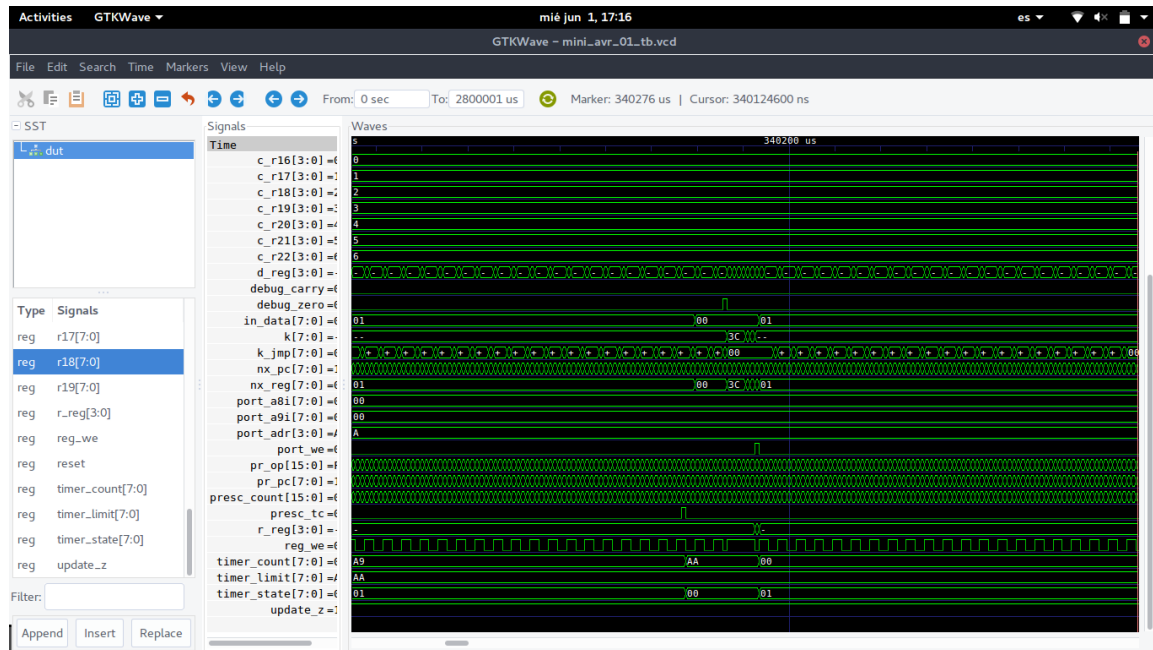 Activities GTKWave mié jun 1, 17:16 es
GTKWave - mini_avr_01_tb.vcd
File Edit Search Time Markers View Help
From: 0 sec To: 2800001 us Marker: 340276 us | Cursor: 340124600 ns
SST Signals Waves
dut
Time s 340200 us
c_r16[3:0] = 0
c_r17[3:0] =1 1
c_r18[3:0] =2 2
c_r19[3:0] = 3
c_r20[3:0] = 4
c_r21[3:0] = 5
c_r22[3:0] = 6
d_reg[3:0] =-
debug_carry =
debug_zero =
in_data[7:0] = 01 00 01
k[7:0] =- -- 3C --
k_jmp[7:0] = + + + + + + + + + + + + + + + + + + + + 00 + + + + + + + + + + + + + + + + + + + 00
nx_pc[7:0] =1
nx_reg[7:0] = 01 00 3C 01
port_a8i[7:0] = 00
port_a9i[7:0] = 00
port_adr[3:0] = A
port_we =
pr_op[15:0] =
pr_pc[7:0] =1
presc_count[15:0] =
presc_tc =
r_reg[3:0] =- - -
reg_we =
timer_count[7:0] = A9 AA 00
timer_limit[7:0] = AA
timer_state[7:0] = 01 00 01
update_z =1
Type Signals
reg r17[7:0]
reg r18[7:0]
reg r19[7:0]
reg r_reg[3:0]
reg reg_we
reg reset
reg timer_count[7:0]
reg timer_limit[7:0]
reg timer_state[7:0]
reg update_z
Filter:
Append Insert Replace